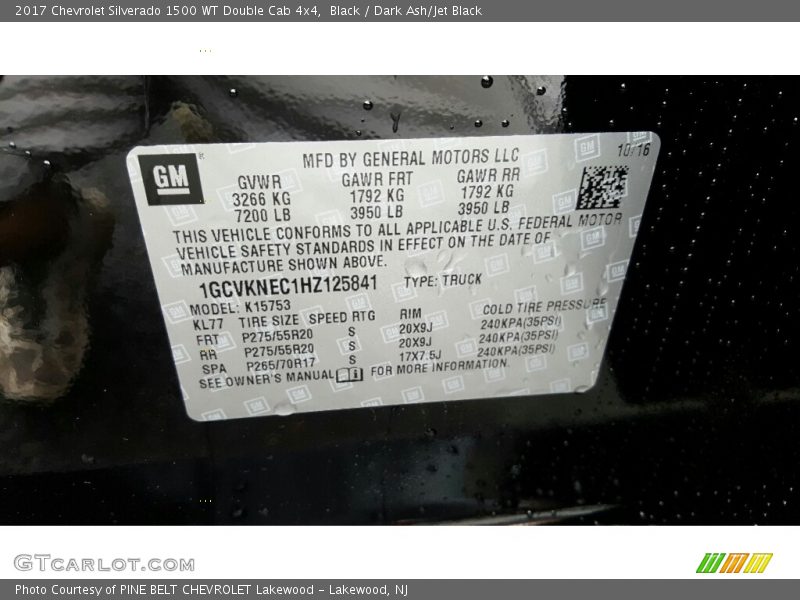 2017 Chevrolet Silverado 1500 WT Double Cab 4x4, Black / Dark Ash/Jet Black
GM ®
MFD BY GENERAL MOTORS LLC 10/16
GVWR GAWR FRT GAWR RR
3266 KG 1792 KG 1792 KG
7200 LB 3950 LB 3950 LB
THIS VEHICLE CONFORMS TO ALL APPLICABLE U.S. FEDERAL MOTOR
VEHICLE SAFETY STANDARDS IN EFFECT ON THE DATE OF
MANUFACTURE SHOWN ABOVE.
1GCVKNEC1HZ125841 TYPE: TRUCK
MODEL: K15753
KL77 TIRE SIZE SPEED RTG RIM COLD TIRE PRESSURE
FRT P275/55R20 S 20X9J 240KPA(35PSI)
RR P275/55R20 S 20X9J 240KPA(35PSI)
SPA P265/70R17 S 17X7.5J 240KPA(35PSI)
SEE OWNER'S MANUAL FOR MORE INFORMATION.
GTCARLOT.COM
Photo Courtesy of PINE BELT CHEVROLET Lakewood - Lakewood, NJ